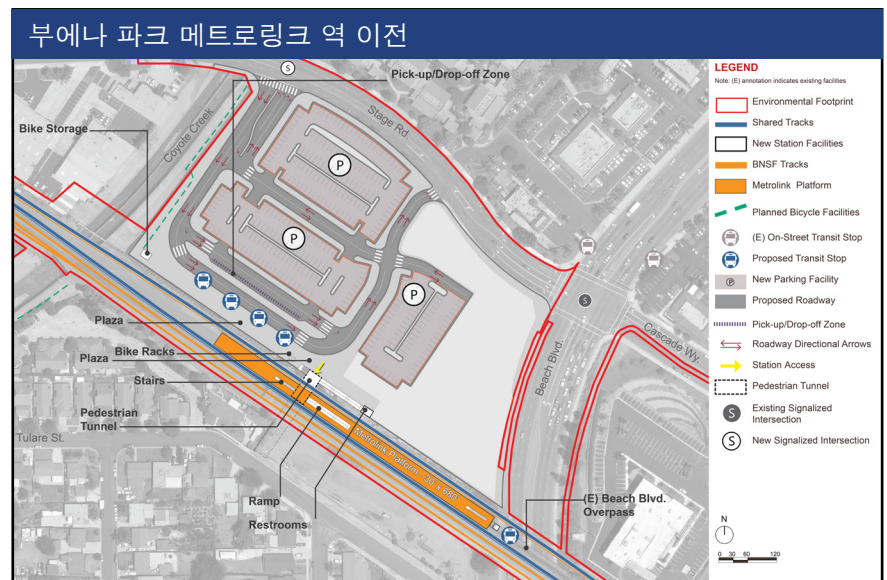 부에나 파크 메트로링크 역 이전
S
Pick-up/Drop-off Zone
Stage Rd.
Bike Storage
Coyote Creek
P
P
P
Plaza
Bike Racks
Plaza
Stairs
Pedestrian
Tunnel
Tulare St.
Metrolink Platform - 30' x 680'
Ramp
Restrooms
(E) Beach Blvd.
Overpass
Beach Blvd.
S
Cascade Wy.
LEGEND
Note: (E) annotation indicates existing facilities
Environmental Footprint
Shared Tracks
New Station Facilities
BNSF Tracks
Metrolink Platform
Planned Bicycle Facilities
(E) On-Street Transit Stop
Proposed Transit Stop
P
New Parking Facility
Proposed Roadway
Pick-up/Drop-off Zone
Roadway Directional Arrows
Station Access
Pedestrian Tunnel
S
Existing Signalized
Intersection
S
New Signalized Intersection
N
0 30 60 120